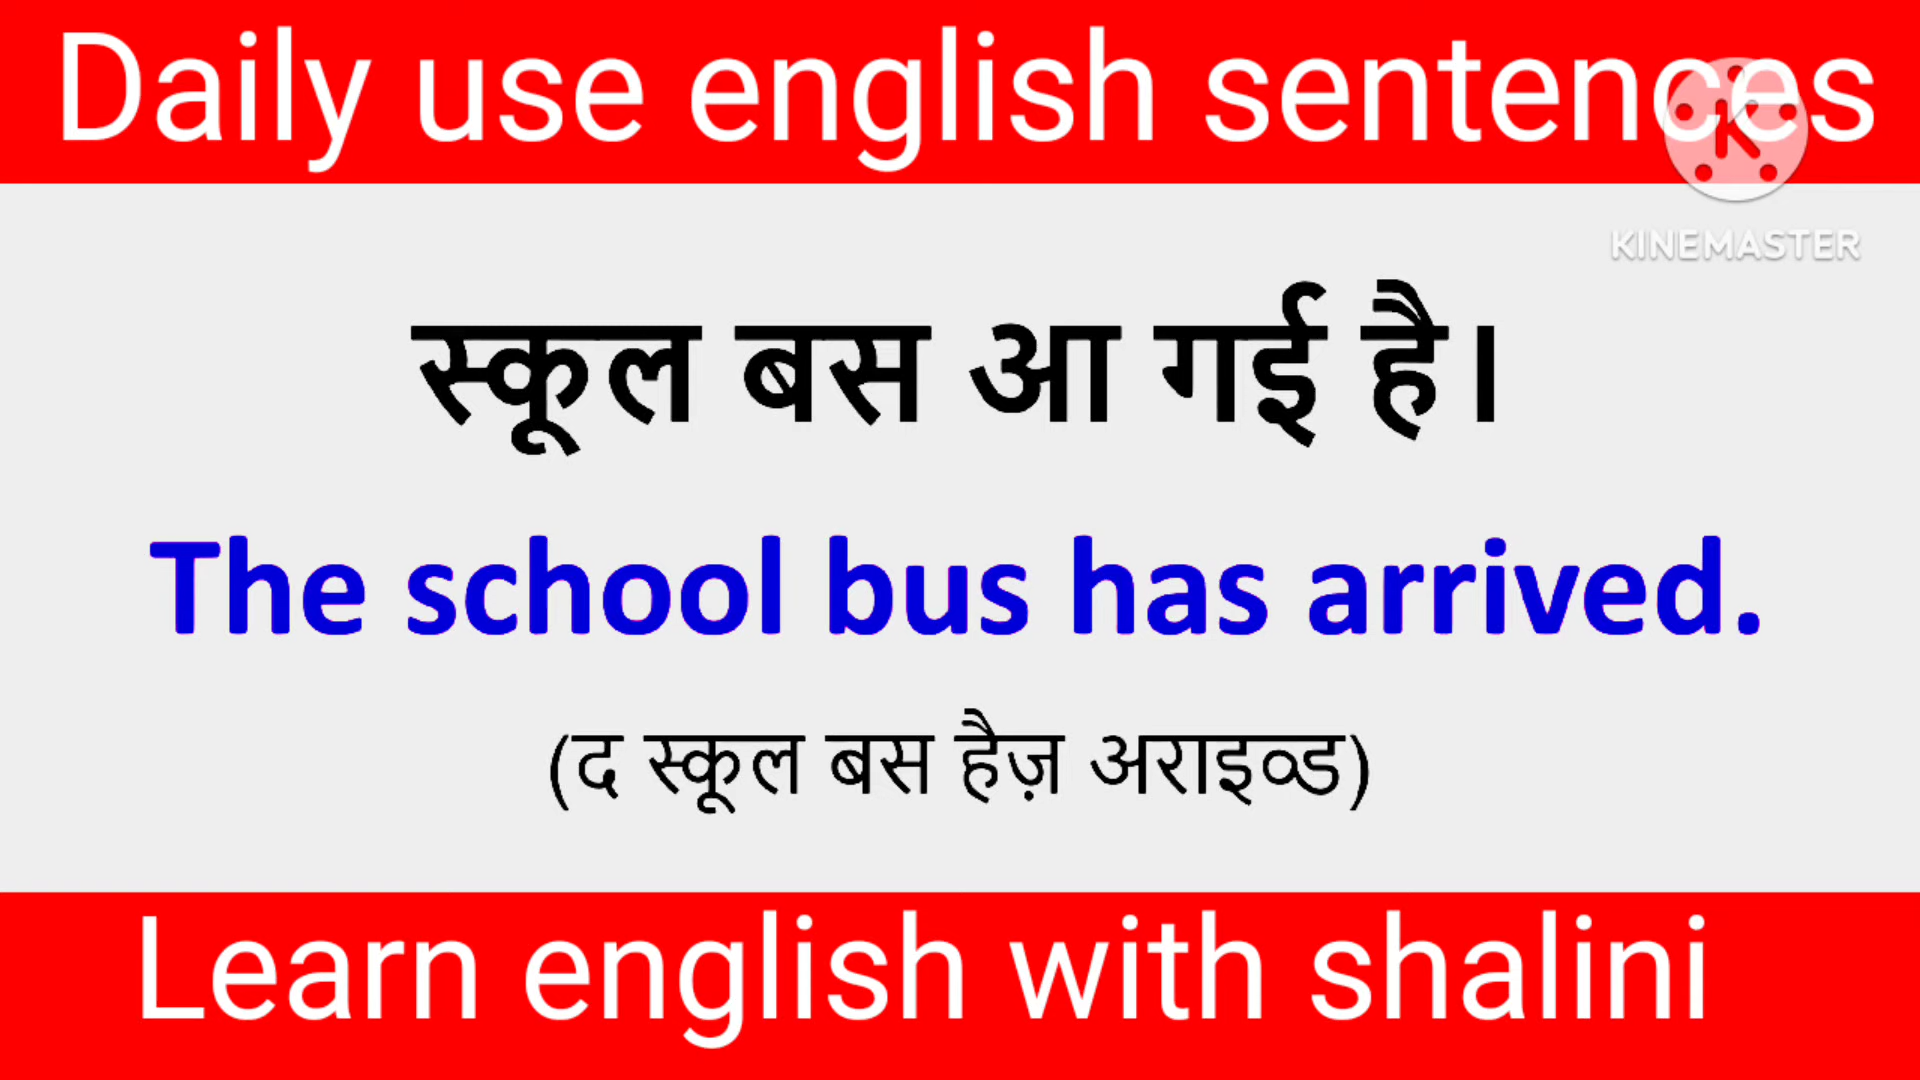 Daily use english sentences
KINEMASTER
स्कूल बस आ गई है।
The school bus has arrived.
(द स्कूल बस हैज़ अराइव्ड)
Learn english with shalini